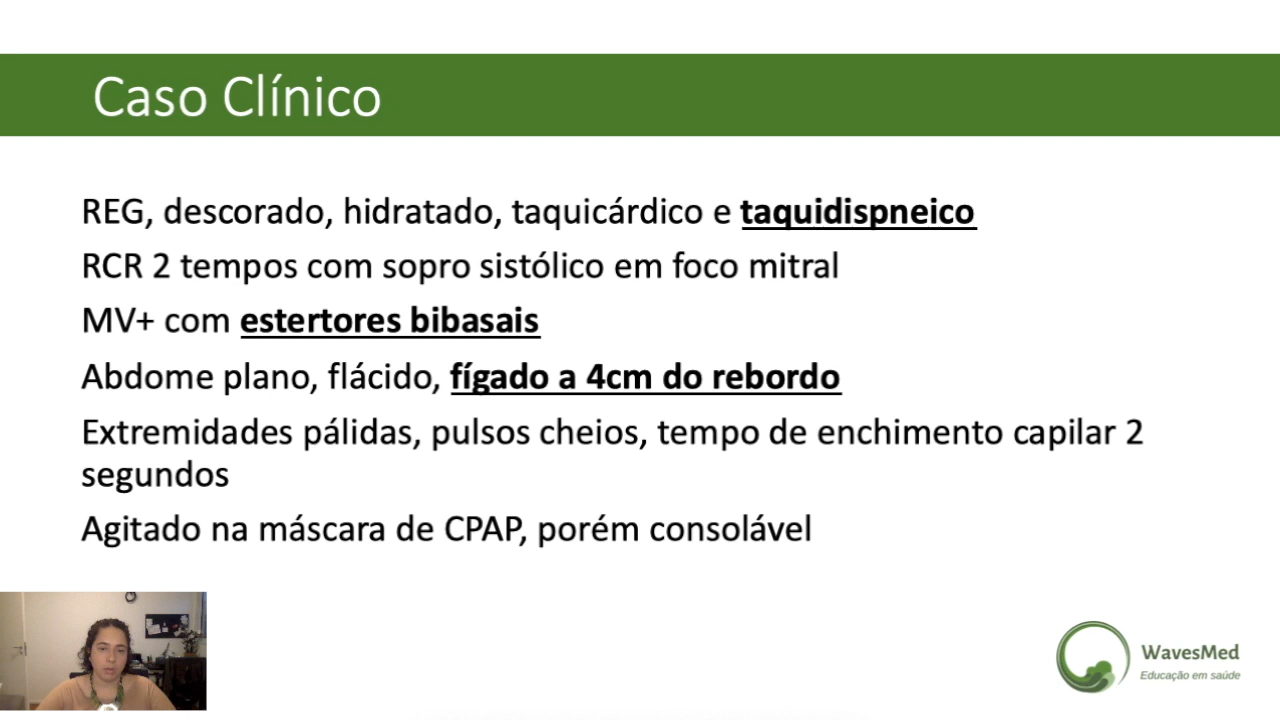 Caso Clínico
REG, descorado, hidratado, taquicárdico e taquidispneico
RCR 2 tempos com sopro sistólico em foco mitral
MV+ com estertores bibasais
Abdome plano, flácido, fígado a 4cm do rebordo
Extremidades pálidas, pulsos cheios, tempo de enchimento capilar 2
segundos
Agitado na máscara de CPAP, porém consolável
WavesMed
Educação em saúde